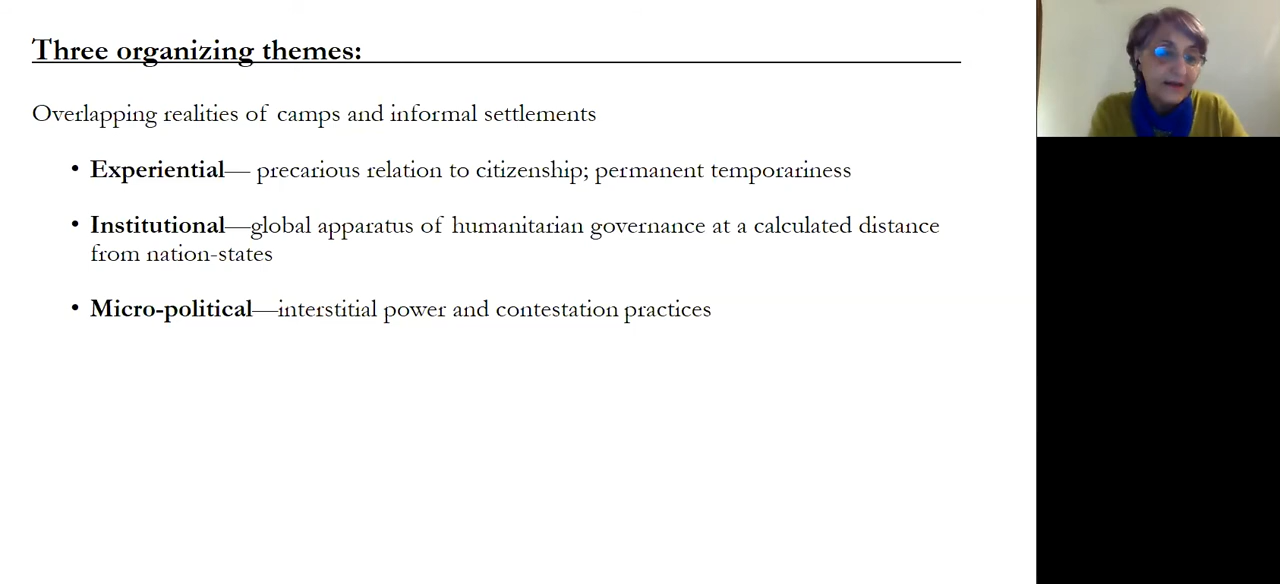 Three organizing themes:
Overlapping realities of camps and informal settlements
• Experiential— precarious relation to citizenship; permanent temporariness
• Institutional—global apparatus of humanitarian governance at a calculated distance
from nation-states
• Micro-political—interstitial power and contestation practices